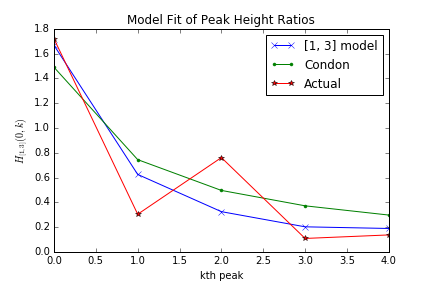 Model Fit of Peak Height Ratios
[1, 3] model
Condon
Actual
1.8
1.6
1.4
1.2
1.0
0.8
0.6
0.4
0.2
0.0
H[1,3](0, k)
0.0 0.5 1.0 1.5 2.0 2.5 3.0 3.5 4.0
kth peak